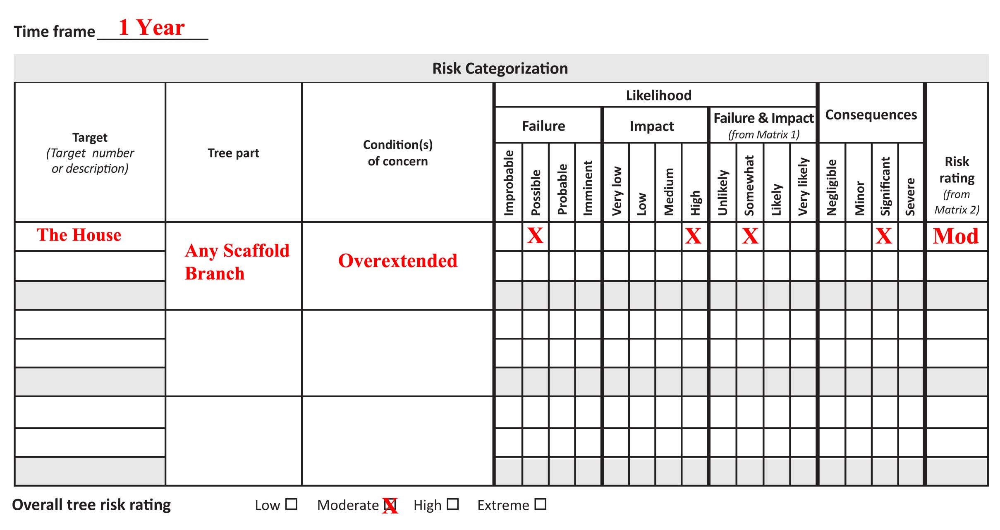 Time frame 1 Year
Risk Categorization
Likelihood
Failure
Impact
Failure & Impact
(from Matrix 1)
Consequences
Target
(Target number
or description)
Tree part
Condition(s)
of concern
Improbable
Possible
Probable
Imminent
Very low
Low
Medium
High
Unlikely
Somewhat
Likely
Very likely
Negligible
Minor
Significant
Severe
Risk
rating
(from
Matrix 2)
The House
Any Scaffold
Branch
Overextended
X X X X Mod
Overall tree risk rating Low Moderate X High Extreme